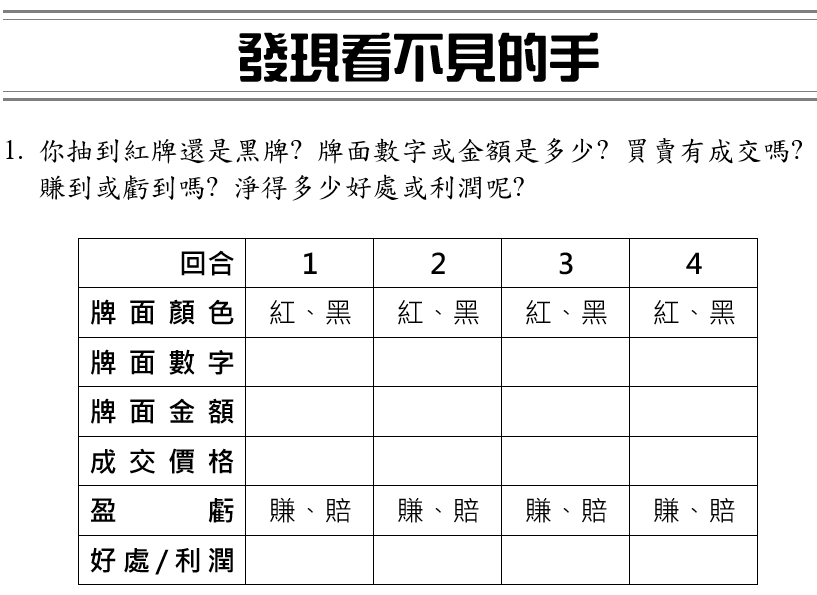 發現看不見的手
1. 你抽到紅牌還是黑牌？牌面數字或金額是多少？買賣有成交嗎？
賺到或虧到嗎？淨得多少好處或利潤呢？
回合 1 2 3 4
牌面顏色 紅、黑 紅、黑 紅、黑 紅、黑
牌面數字
牌面金額
成交價格
盈虧 賺、賠 賺、賠 賺、賠 賺、賠
好處/利潤